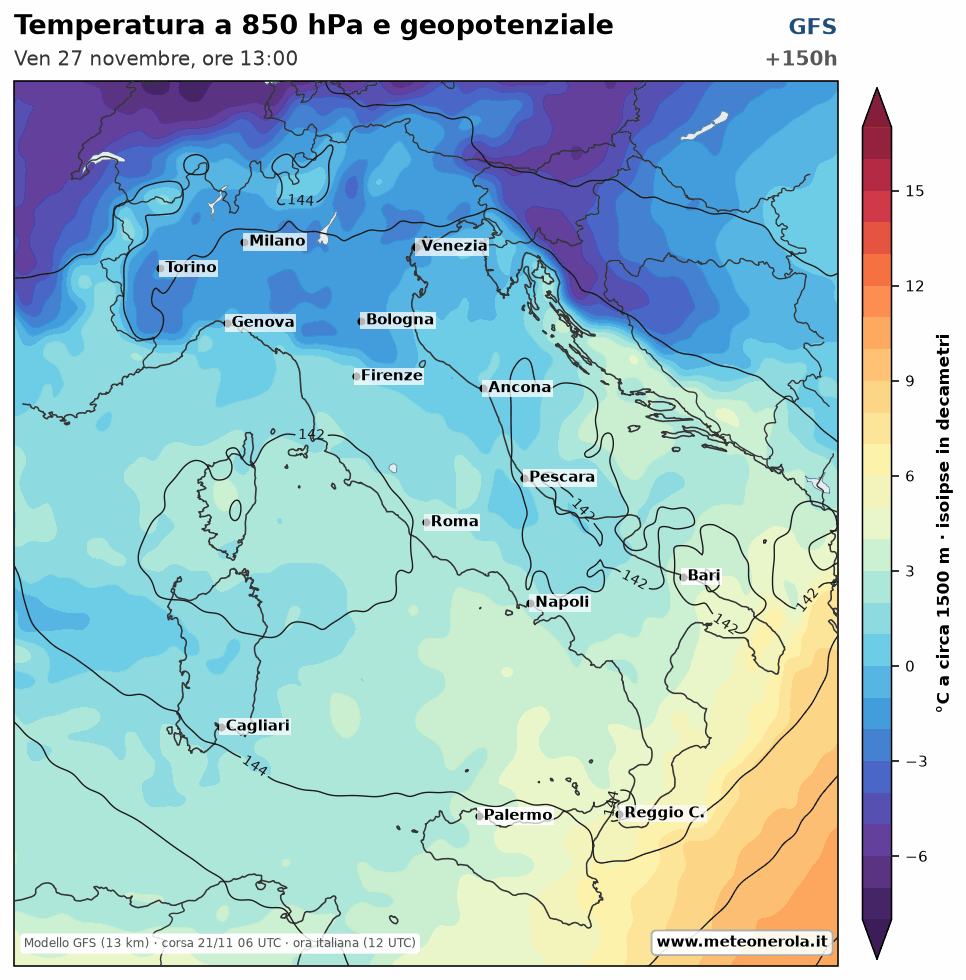 Temperatura a 850 hPa e geopotenziale
GFS
Ven 27 novembre, ore 13:00
+150h
144
Milano
Venezia
Torino
Genova
Bologna
Firenze
Ancona
142
Pescara
142
Roma
Bari
142
Napoli
142
142
Cagliari
144
144
Palermo
Reggio C.
15
12
9
6
3
0
−3
−6
°C a circa 1500 m · isoipse in decametri
Modello GFS (13 km) · corsa 21/11 06 UTC · ora italiana (12 UTC)
www.meteonerola.it